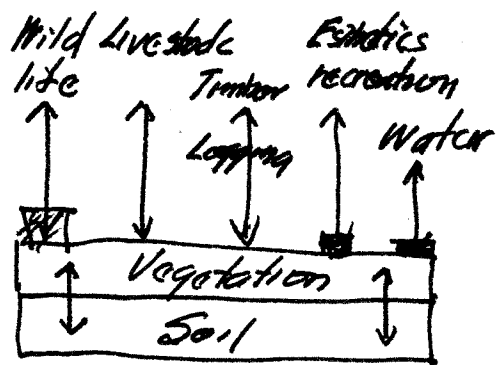 Wild Livestock Esthetics
life Timber recreation
Logging Water
Vegetation
Soil